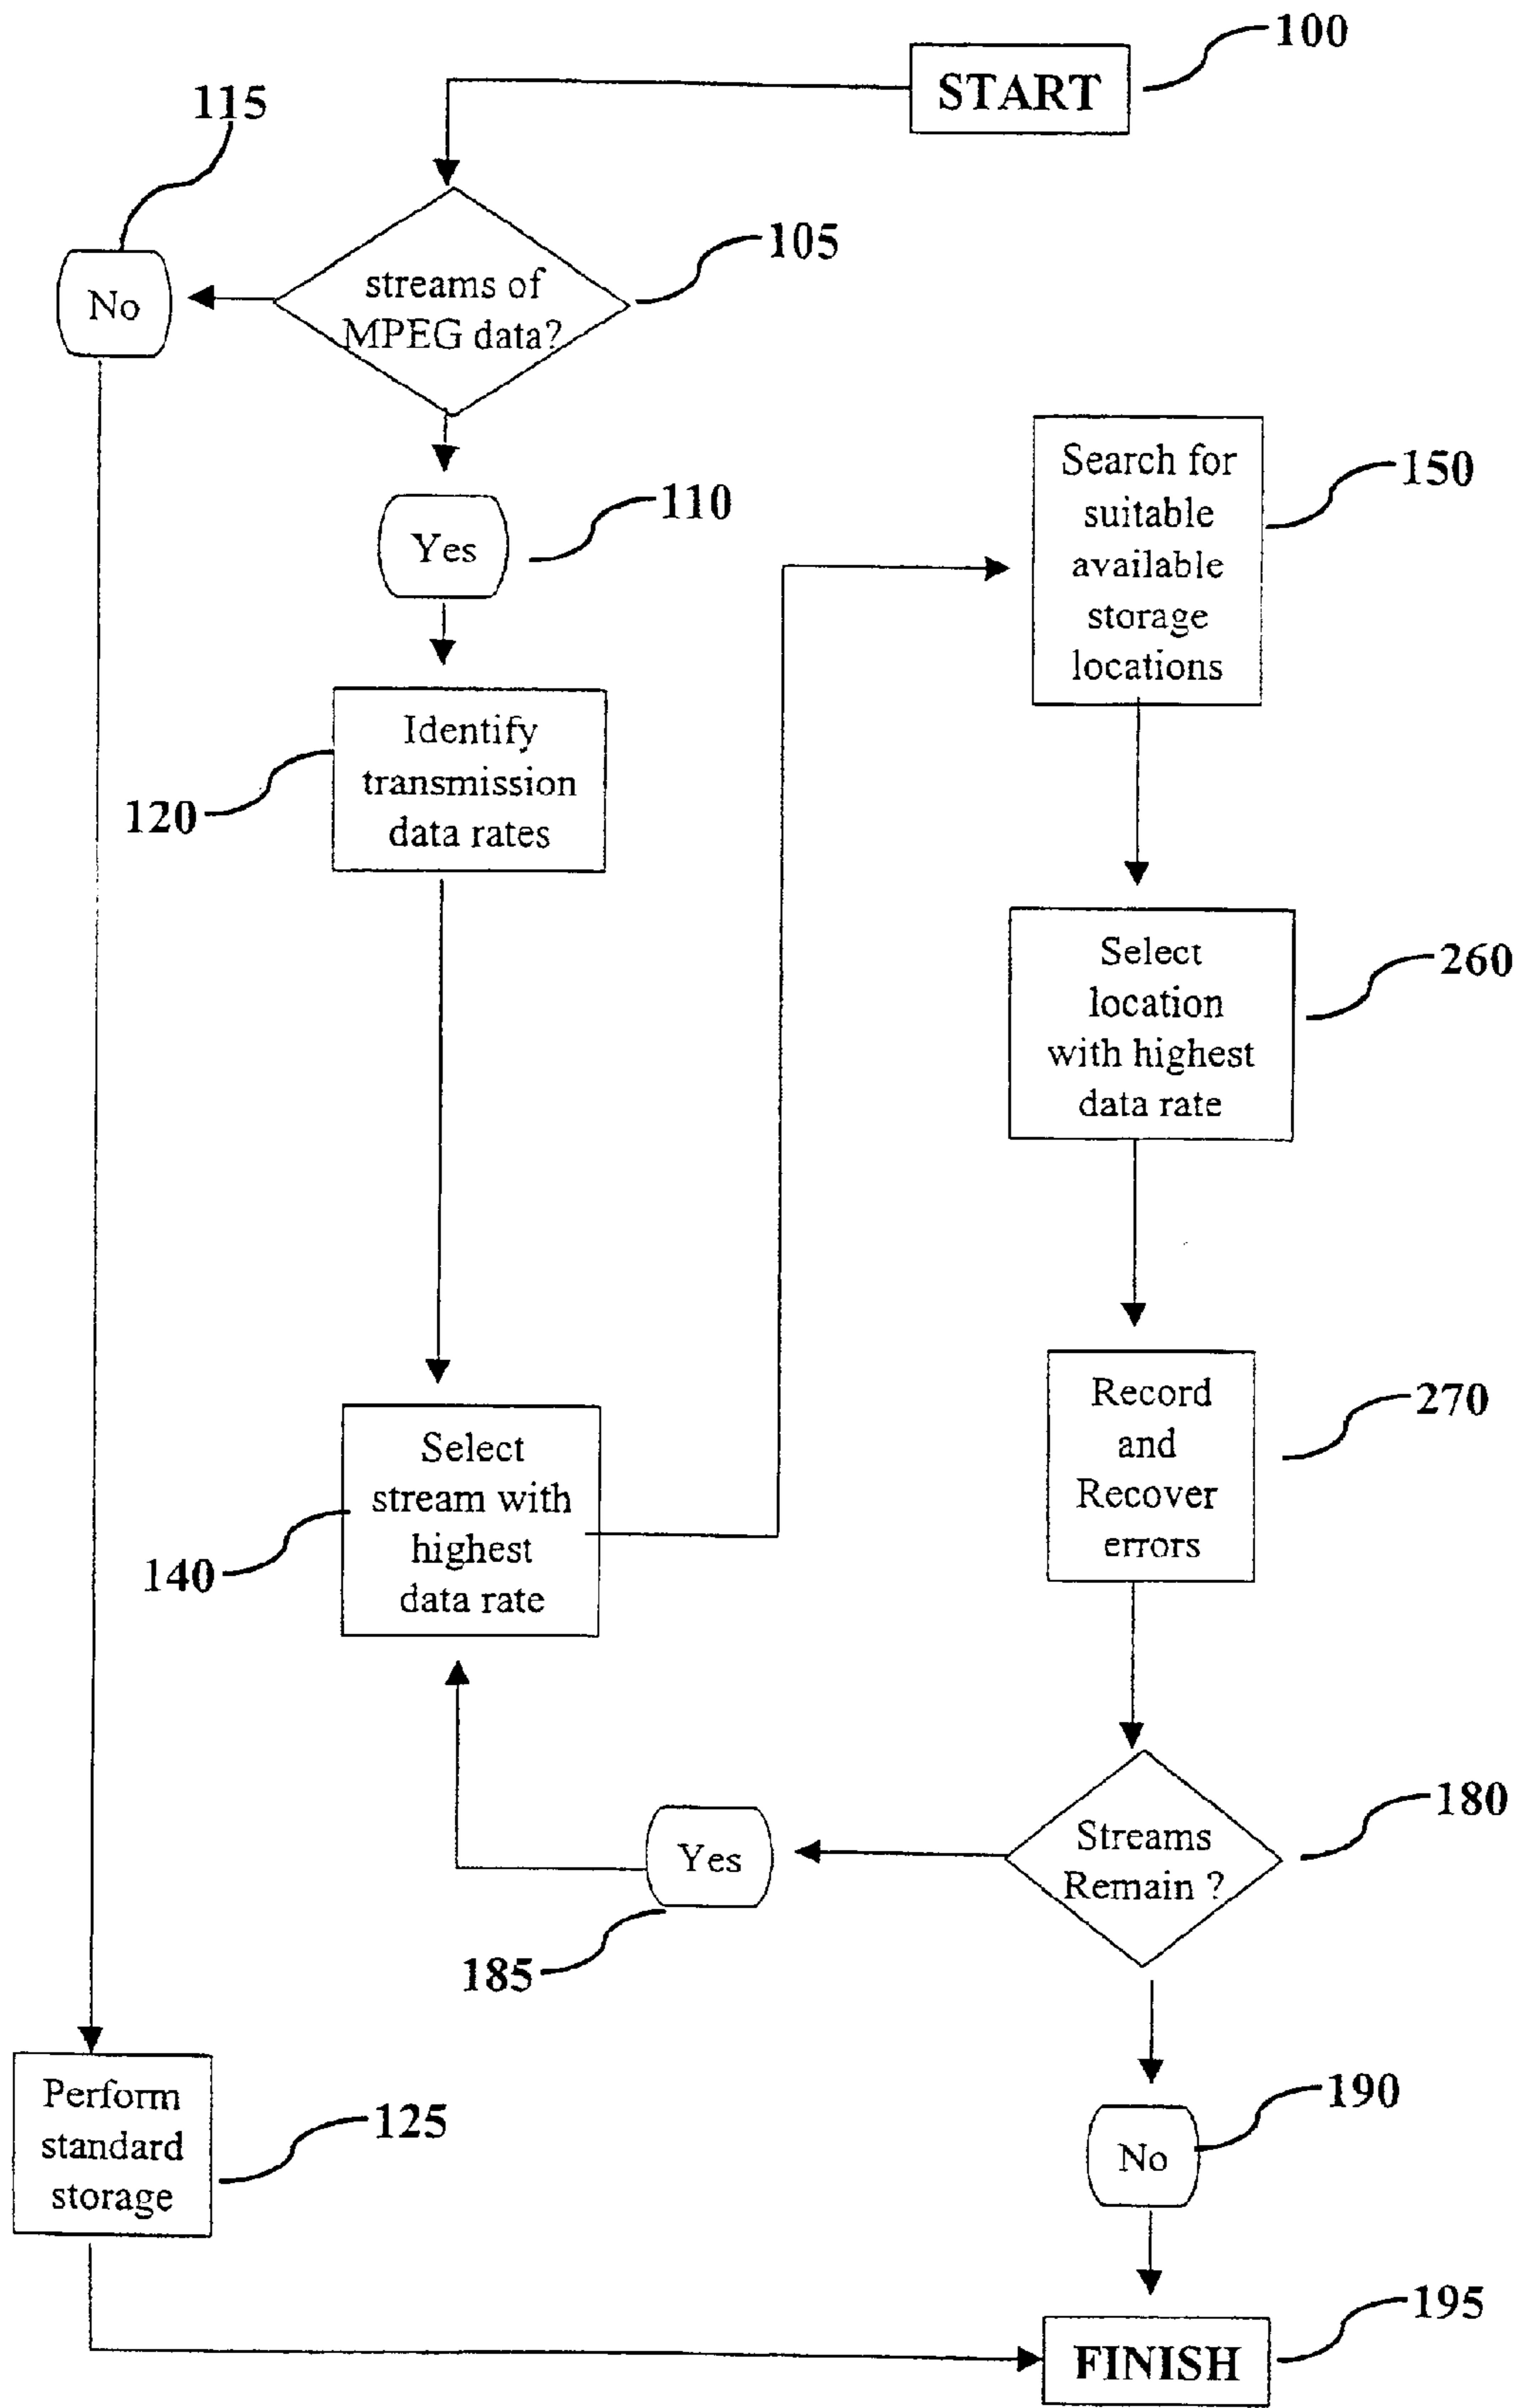 100
START
115
105
streams of
MPEG data?
No
110
Yes
150
Search for
suitable
available
storage
locations
120
Identify
transmission
data rates
260
Select
location
with highest
data rate
270
Record
and
Recover
errors
140
Select
stream with
highest
data rate
180
Streams
Remain ?
Yes
185
190
No
125
Perform
standard
storage
195
FINISH